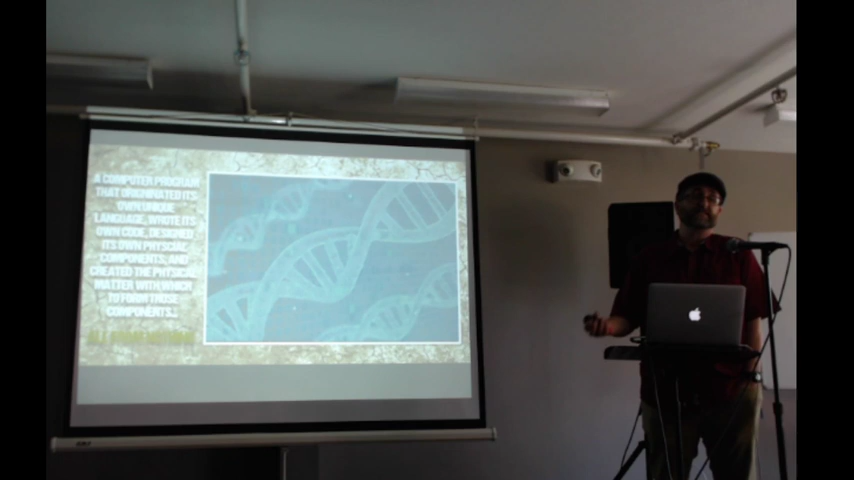 A COMPUTER PROGRAM
THAT ORIGINATED ITS
OWN UNIQUE
LANGUAGE, WROTE ITS
OWN CODE, DESIGNED
ITS OWN PHYSCIAL
COMPONENTS, AND
CREATED THE PHYSICAL
MATTER WITH WHICH
TO FORM THOSE
COMPONENTS...